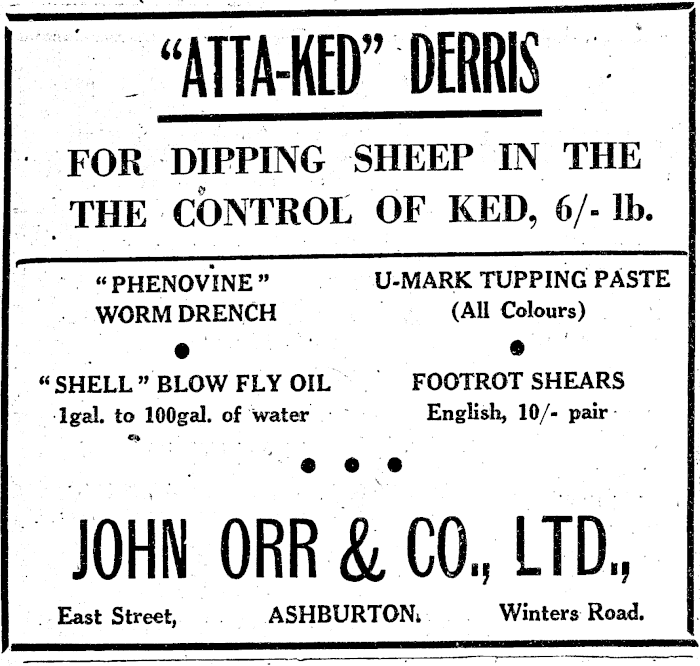 "ATTA-KED" DERRIS
FOR DIPPING SHEEP IN THE
THE CONTROL OF KED, 6/- lb.
"PHENOVINE"
WORM DRENCH
"SHELL" BLOW FLY OIL
1gal. to 100gal. of water
U-MARK TUPPING PASTE
(All Colours)
FOOTROT SHEARS
English, 10/- pair
JOHN ORR & CO., LTD.,
East Street, ASHBURTON. Winters Road.